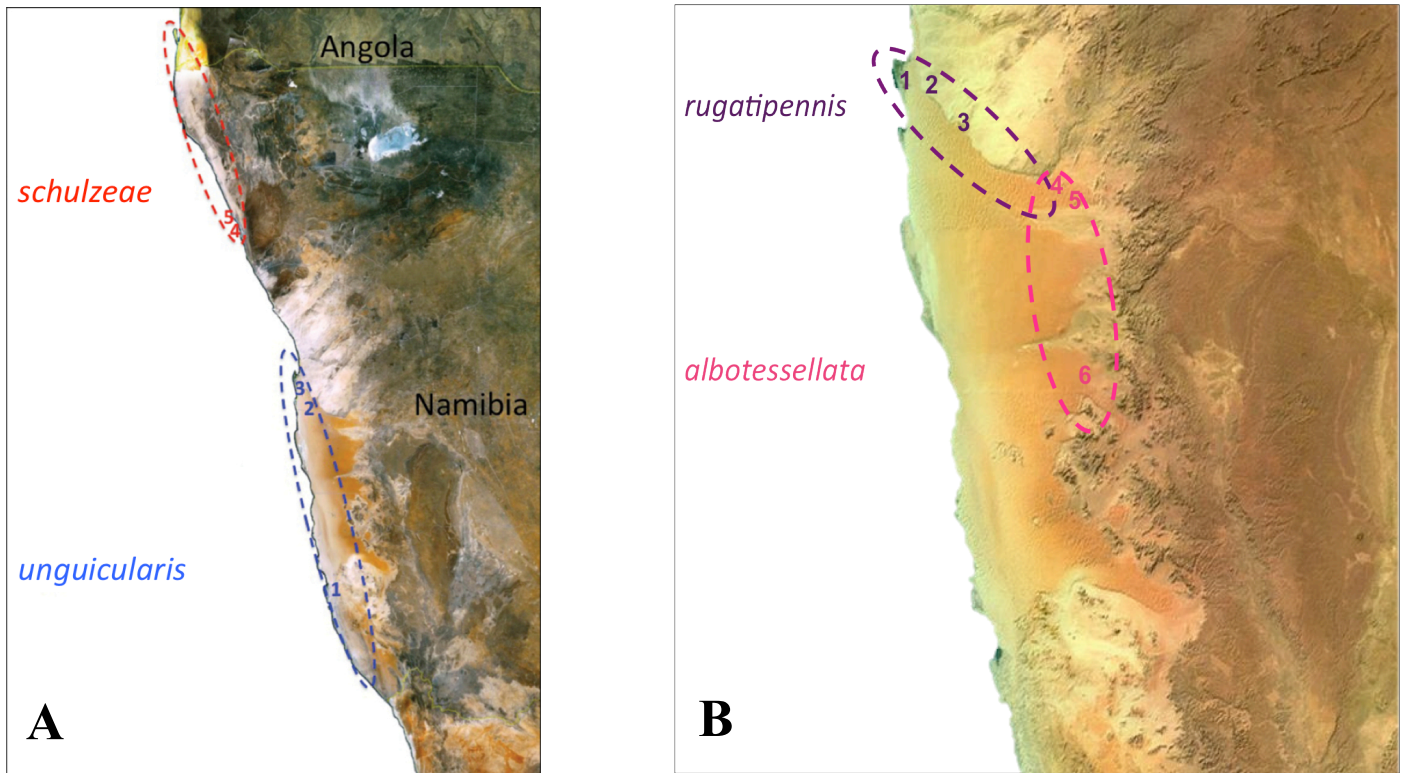 Angola
schulzeae
5
4
3
2
Namibia
unguicularis
1
A
1
2
rugatipennis
3
4
5
albotessellata
6
B